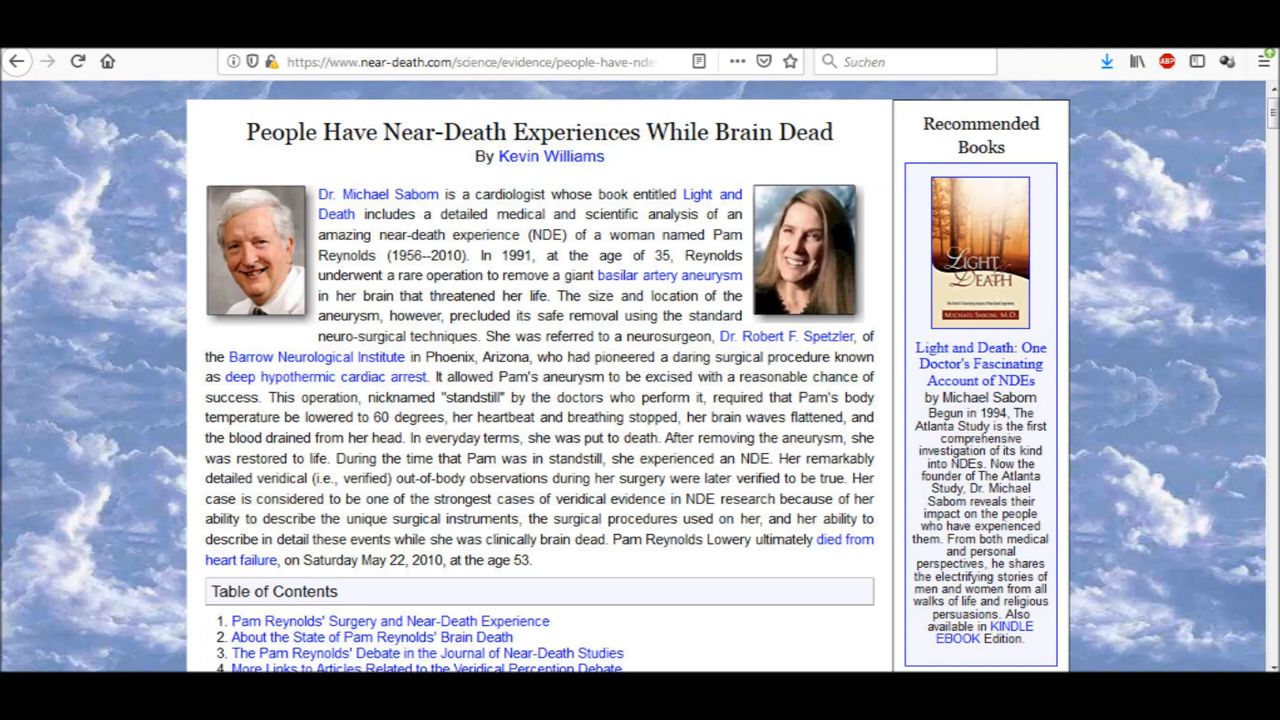 https://www.near-death.com/science/evidence/people-have-nde
Suchen
ABP
People Have Near-Death Experiences While Brain Dead
By Kevin Williams
Dr. Michael Sabom is a cardiologist whose book entitled Light and
Death includes a detailed medical and scientific analysis of an
amazing near-death experience (NDE) of a woman named Pam
Reynolds (1956--2010). In 1991, at the age of 35, Reynolds
underwent a rare operation to remove a giant basilar artery aneurysm
in her brain that threatened her life. The size and location of the
aneurysm, however, precluded its safe removal using the standard
neuro-surgical techniques. She was referred to a neurosurgeon, Dr. Robert F. Spetzler, of
the Barrow Neurological Institute in Phoenix, Arizona, who had pioneered a daring surgical procedure known
as deep hypothermic cardiac arrest. It allowed Pam's aneurysm to be excised with a reasonable chance of
success. This operation, nicknamed "standstill" by the doctors who perform it, required that Pam's body
temperature be lowered to 60 degrees, her heartbeat and breathing stopped, her brain waves flattened, and
the blood drained from her head. In everyday terms, she was put to death. After removing the aneurysm, she
was restored to life. During the time that Pam was in standstill, she experienced an NDE. Her remarkably
detailed veridical (i.e., verified) out-of-body observations during her surgery were later verified to be true. Her
case is considered to be one of the strongest cases of veridical evidence in NDE research because of her
ability to describe the unique surgical instruments, the surgical procedures used on her, and her ability to
describe in detail these events while she was clinically brain dead. Pam Reynolds Lowery ultimately died from
heart failure, on Saturday May 22, 2010, at the age 53.
Table of Contents
1. Pam Reynolds' Surgery and Near-Death Experience
2. About the State of Pam Reynolds' Brain Death
3. The Pam Reynolds' Debate in the Journal of Near-Death Studies
4. More Links to Articles Related to the Veridical Perception Debate
Recommended
Books
LIGHT
DEATH
MICHAEL SABOM, M.D.
Light and Death: One
Doctor's Fascinating
Account of NDEs
by Michael Sabom
Begun in 1994, The
Atlanta Study is the first
comprehensive
investigation of its kind
into NDEs. Now the
founder of The Atlanta
Study, Dr. Michael
Sabom reveals their
impact on the people
who have experienced
them. From both medical
and personal
perspectives, he shares
the electrifying stories of
men and women from all
walks of life and religious
persuasions. Also
available in KINDLE
EBOOK Edition.